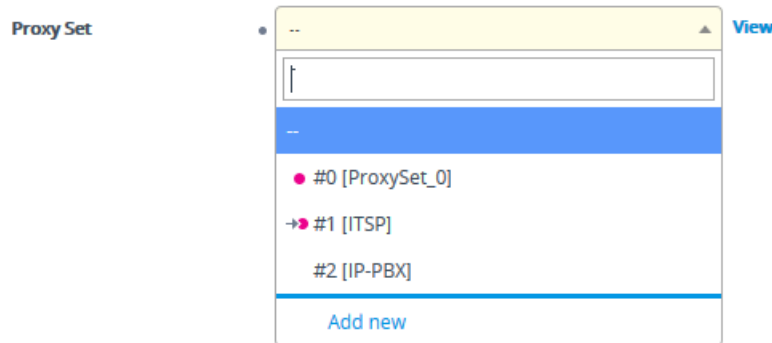 Proxy Set -- View
--
#0 [ProxySet_0]
#1 [ITSP]
#2 [IP-PBX]
Add new